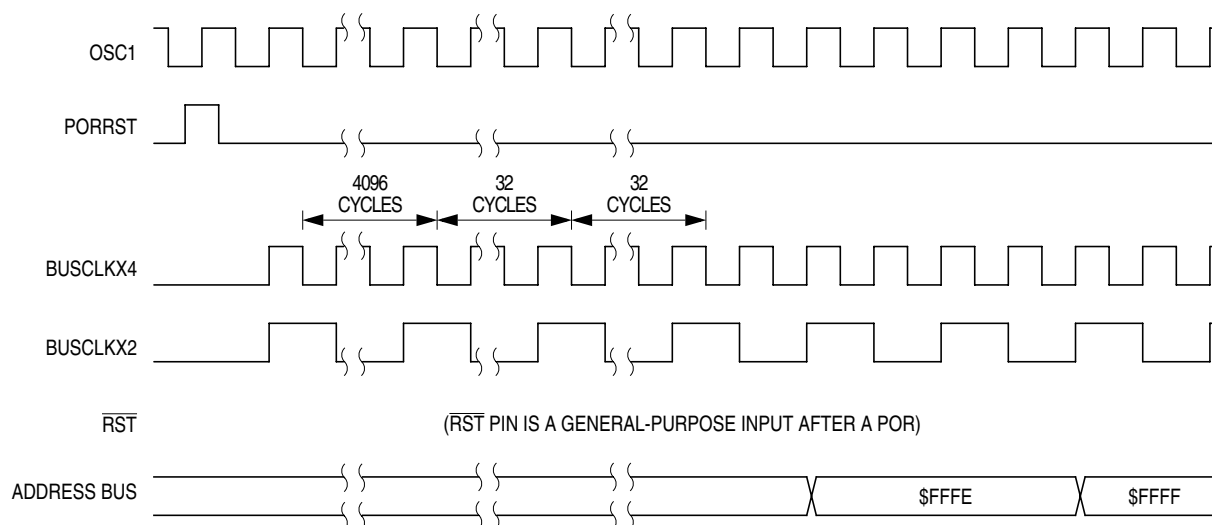 OSC1
PORRST
4096
CYCLES
32
CYCLES
32
CYCLES
BUSCLKX4
BUSCLKX2
RST
(RST PIN IS A GENERAL-PURPOSE INPUT AFTER A POR)
ADDRESS BUS
$FFFE
$FFFF